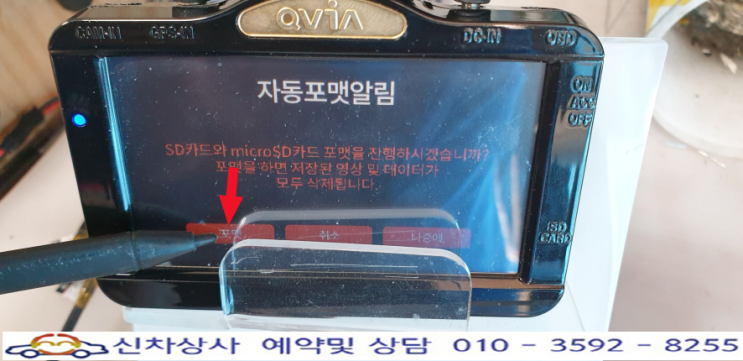 QVIA
COM-IN GPS-IN DC-IN OBD
자동포맷알림
ON
ACC
OFF
SD카드와 microSD카드 포맷을 진행하시겠습니까?
포맷을 하면 저장된 영상 및 데이터가
모두 삭제됩니다.
포맷 취소 나중에
SD
CARD
신차상사 예약및 상담 010 - 3592 - 8255